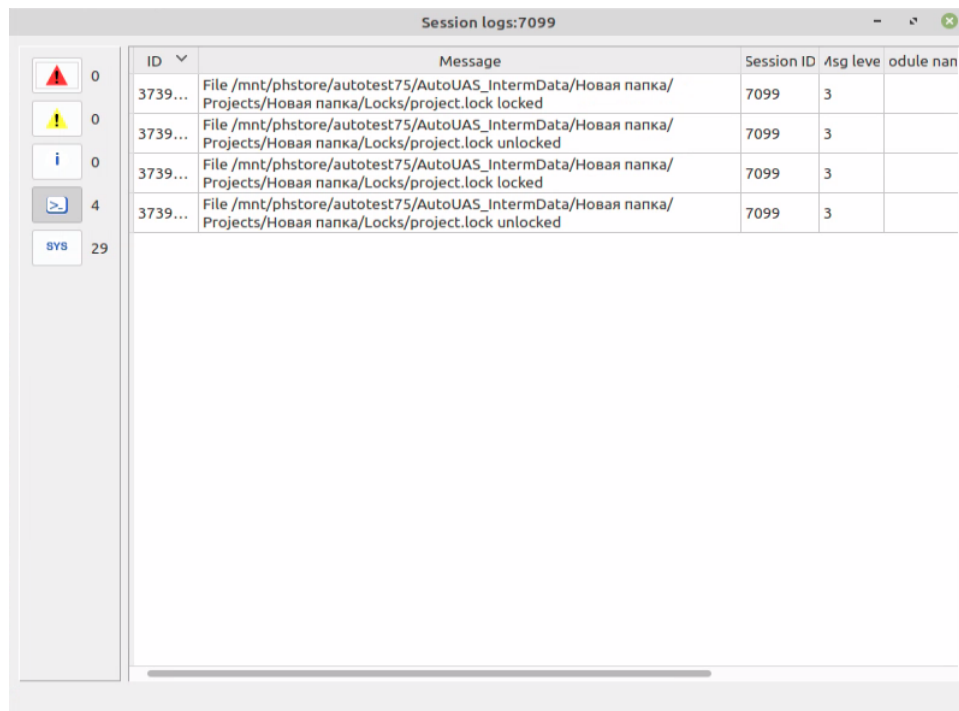 Session logs:7099
0
0
i 0
>_ 4
SYS 29
ID Message Session ID Msg leve odule nan
3739... File /mnt/phstore/autotest75/AutoUAS_IntermData/Новая папка/
Projects/Новая папка/Locks/project.lock locked 7099 3
3739... File /mnt/phstore/autotest75/AutoUAS_IntermData/Новая папка/
Projects/Новая папка/Locks/project.lock unlocked 7099 3
3739... File /mnt/phstore/autotest75/AutoUAS_IntermData/Новая папка/
Projects/Новая папка/Locks/project.lock locked 7099 3
3739... File /mnt/phstore/autotest75/AutoUAS_IntermData/Новая папка/
Projects/Новая папка/Locks/project.lock unlocked 7099 3